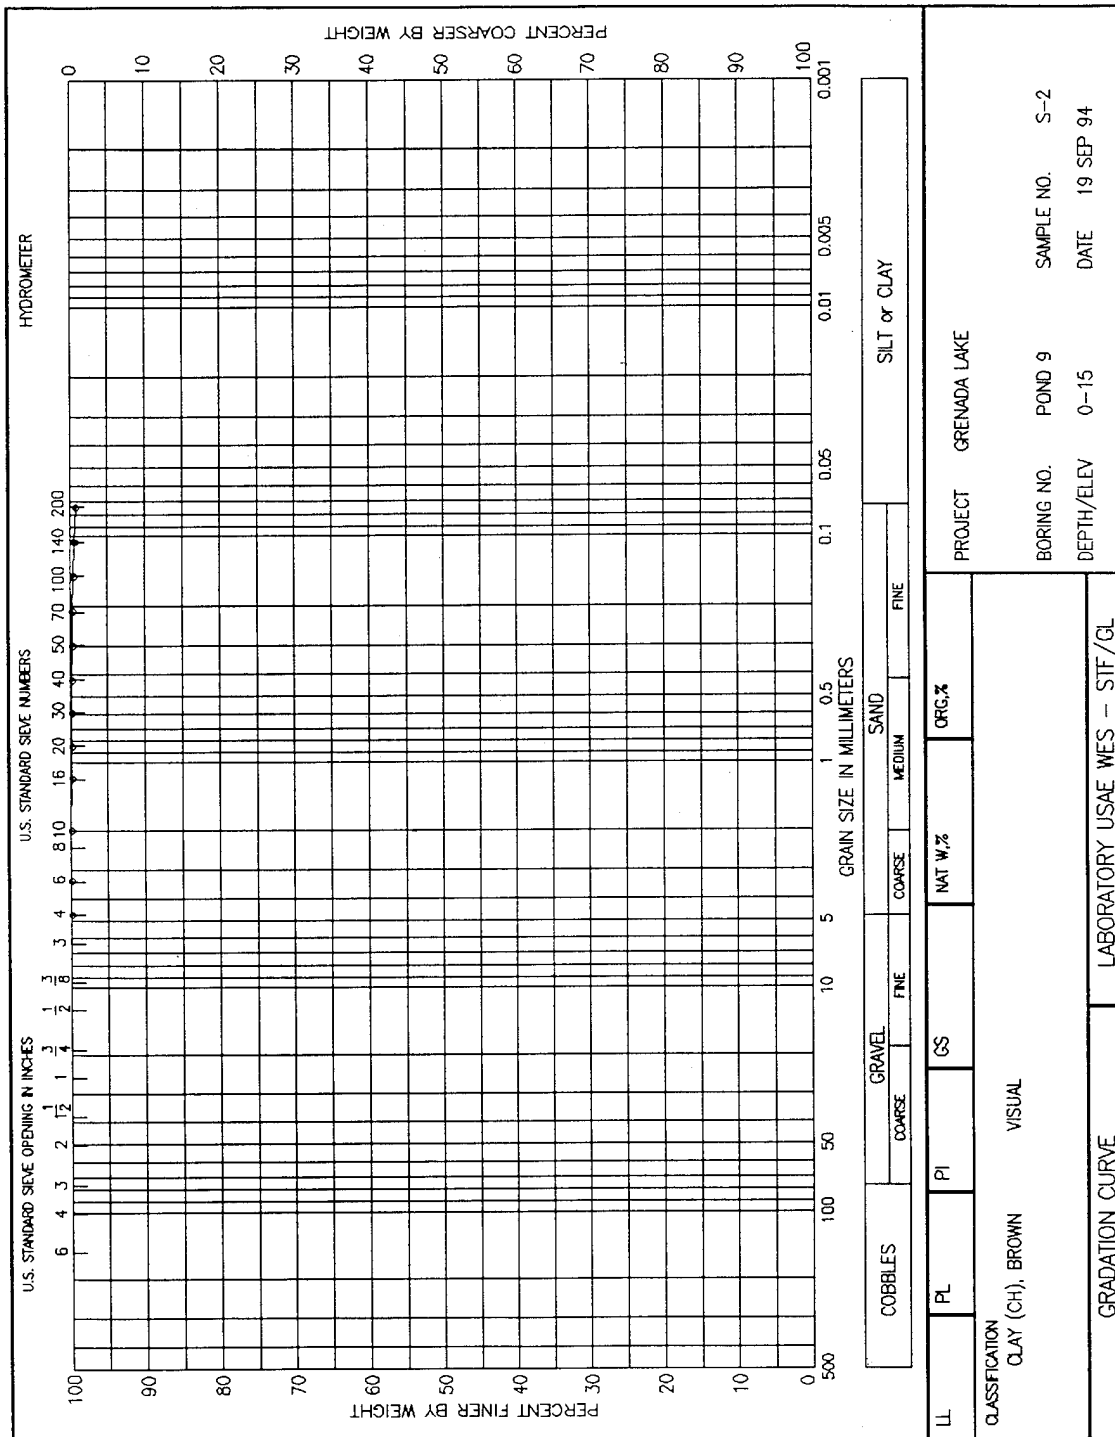 U.S. STANDARD SIEVE OPENING IN INCHES
U.S. STANDARD SIEVE NUMBERS
HYDROMETER
6 4 3 2 1 1/2 1 3/4 1/2 3/8 3 4 6 8 10 16 20 30 40 50 70 100 140 200
PERCENT FINER BY WEIGHT
100
90
80
70
60
50
40
30
20
10
0
PERCENT COARSER BY WEIGHT
0
10
20
30
40
50
60
70
80
90
100
500 100 50 10 5 1 0.5 0.1 0.05 0.01 0.005 0.001
GRAIN SIZE IN MILLIMETERS
COBBLES GRAVEL SAND SILT or CLAY
COARSE FINE COARSE MEDIUM FINE
LL PL PI GS NAT W,% ORG,%
CLASSIFICATION
CLAY (CH), BROWN VISUAL
PROJECT GRENADA LAKE
BORING NO. POND 9 SAMPLE NO. S-2
DEPTH/ELEV 0-15 DATE 19 SEP 94
GRADATION CURVE LABORATORY USAE WES - STF/GL